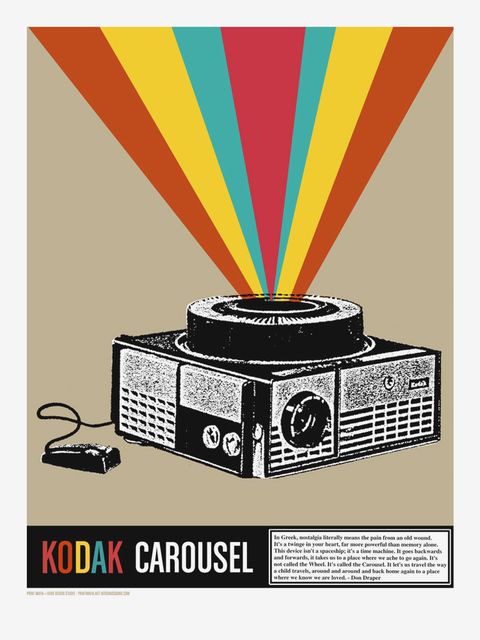 Kodak
KODAK CAROUSEL
In Greek, nostalgia literally means the pain from an old wound.
It's a twinge in your heart, far more powerful than memory alone.
This device isn't a spaceship; it's a time machine. It goes backwards
and forwards, it takes us to a place where we ache to go again. It's
not called the Wheel. It's called the Carousel. It let's us travel the way
a child travels, around and around and back home again to a place
where we know we are loved. - Don Draper
PRINT MAFIA